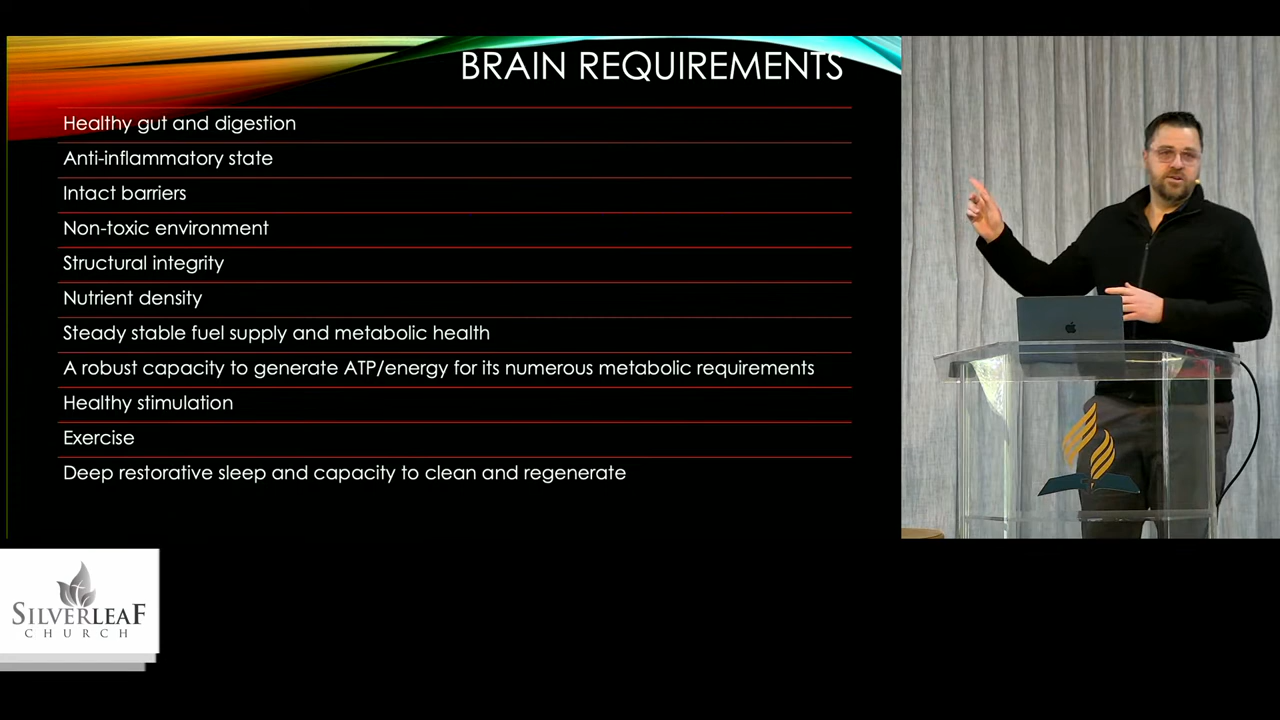 BRAIN REQUIREMENTS
Healthy gut and digestion
Anti-inflammatory state
Intact barriers
Non-toxic environment
Structural integrity
Nutrient density
Steady stable fuel supply and metabolic health
A robust capacity to generate ATP/energy for its numerous metabolic requirements
Healthy stimulation
Exercise
Deep restorative sleep and capacity to clean and regenerate
SILVERLEAF
CHURCH